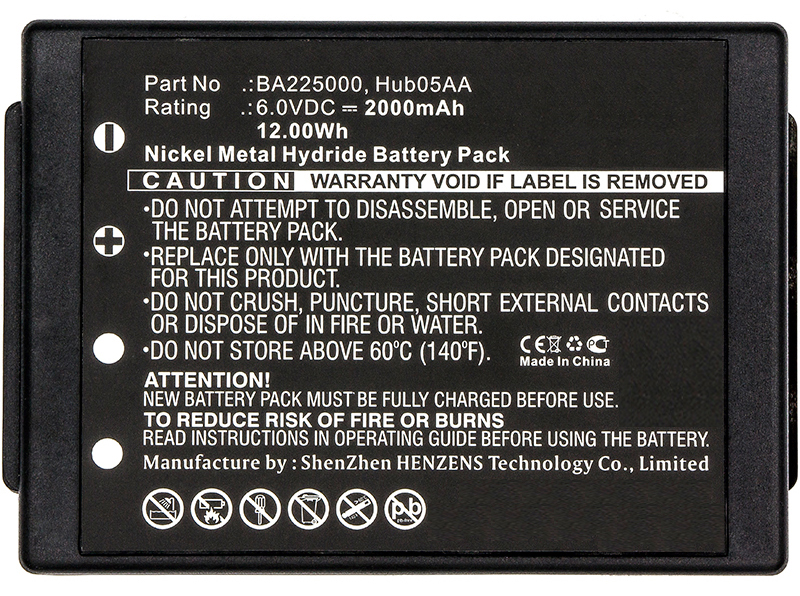 Part No .:BA225000, Hub05AA
Rating .:6.0VDC ⎓ 2000mAh
12.00Wh
Nickel Metal Hydride Battery Pack
CAUTION WARRANTY VOID IF LABEL IS REMOVED
•DO NOT ATTEMPT TO DISASSEMBLE, OPEN OR SERVICE
THE BATTERY PACK.
•REPLACE ONLY WITH THE BATTERY PACK DESIGNATED
FOR THIS PRODUCT.
•DO NOT CRUSH, PUNCTURE, SHORT EXTERNAL CONTACTS
OR DISPOSE OF IN FIRE OR WATER.
•DO NOT STORE ABOVE 60ºC (140ºF).
CE
Made In China
ATTENTION!
NEW BATTERY PACK MUST BE FULLY CHARGED BEFORE USE.
TO REDUCE RISK OF FIRE OR BURNS
READ INSTRUCTIONS IN OPERATING GUIDE BEFORE USING THE BATTERY.
Manufacture by : ShenZhen HENZENS Technology Co., Limited
pb